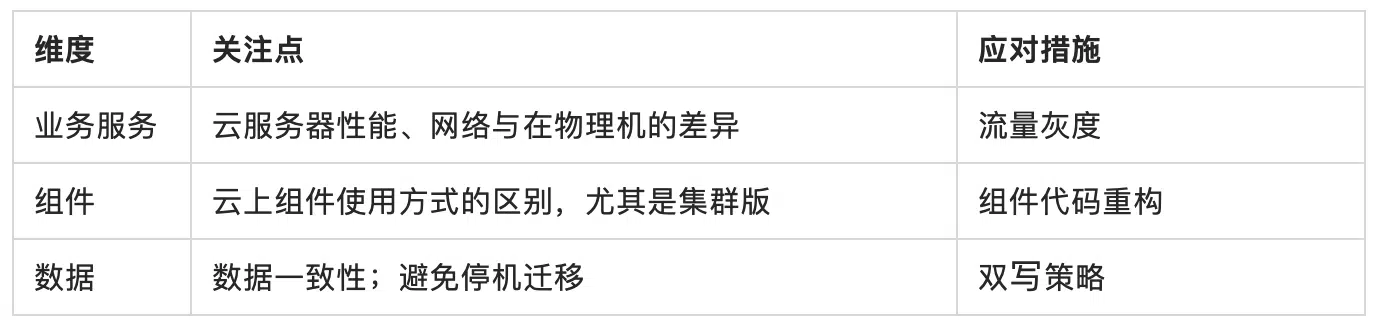 维度 关注点 应对措施
业务服务 云服务器性能、网络与在物理机的差异 流量灰度
组件 云上组件使用方式的区别，尤其是集群版 组件代码重构
数据 数据一致性；避免停机迁移 双写策略